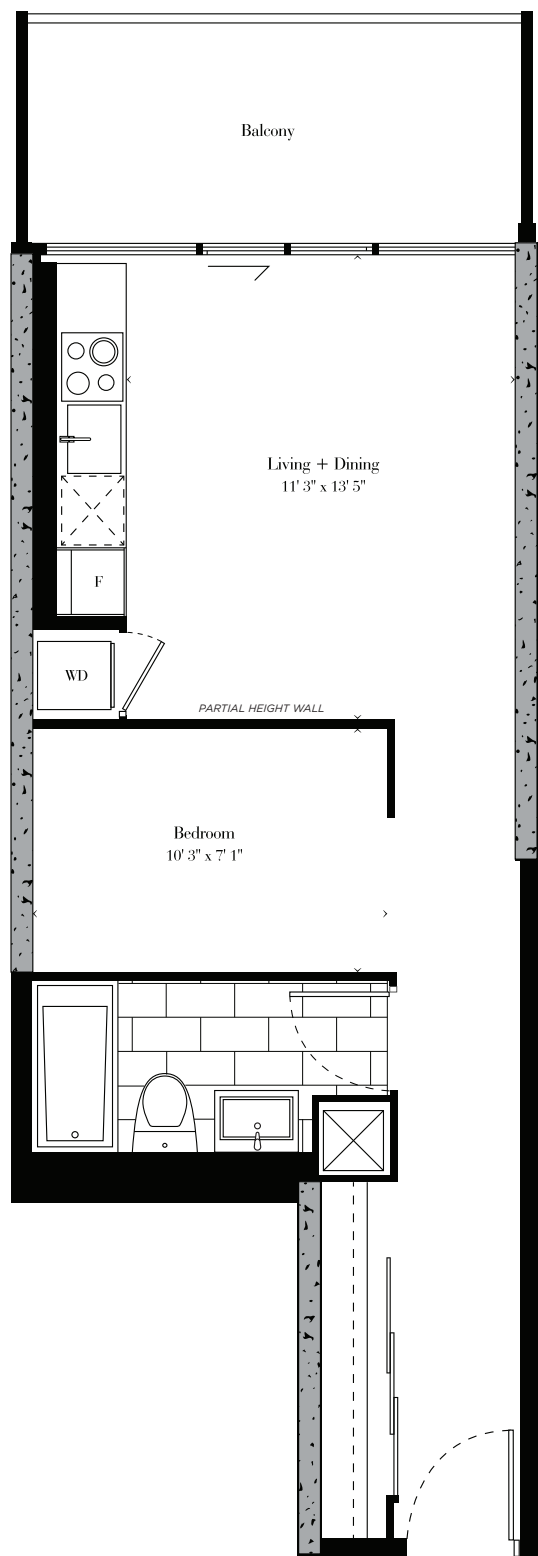 Balcony
Living + Dining
11' 3" x 13' 5"
F
WD
PARTIAL HEIGHT WALL
Bedroom
10' 3" x 7' 1"